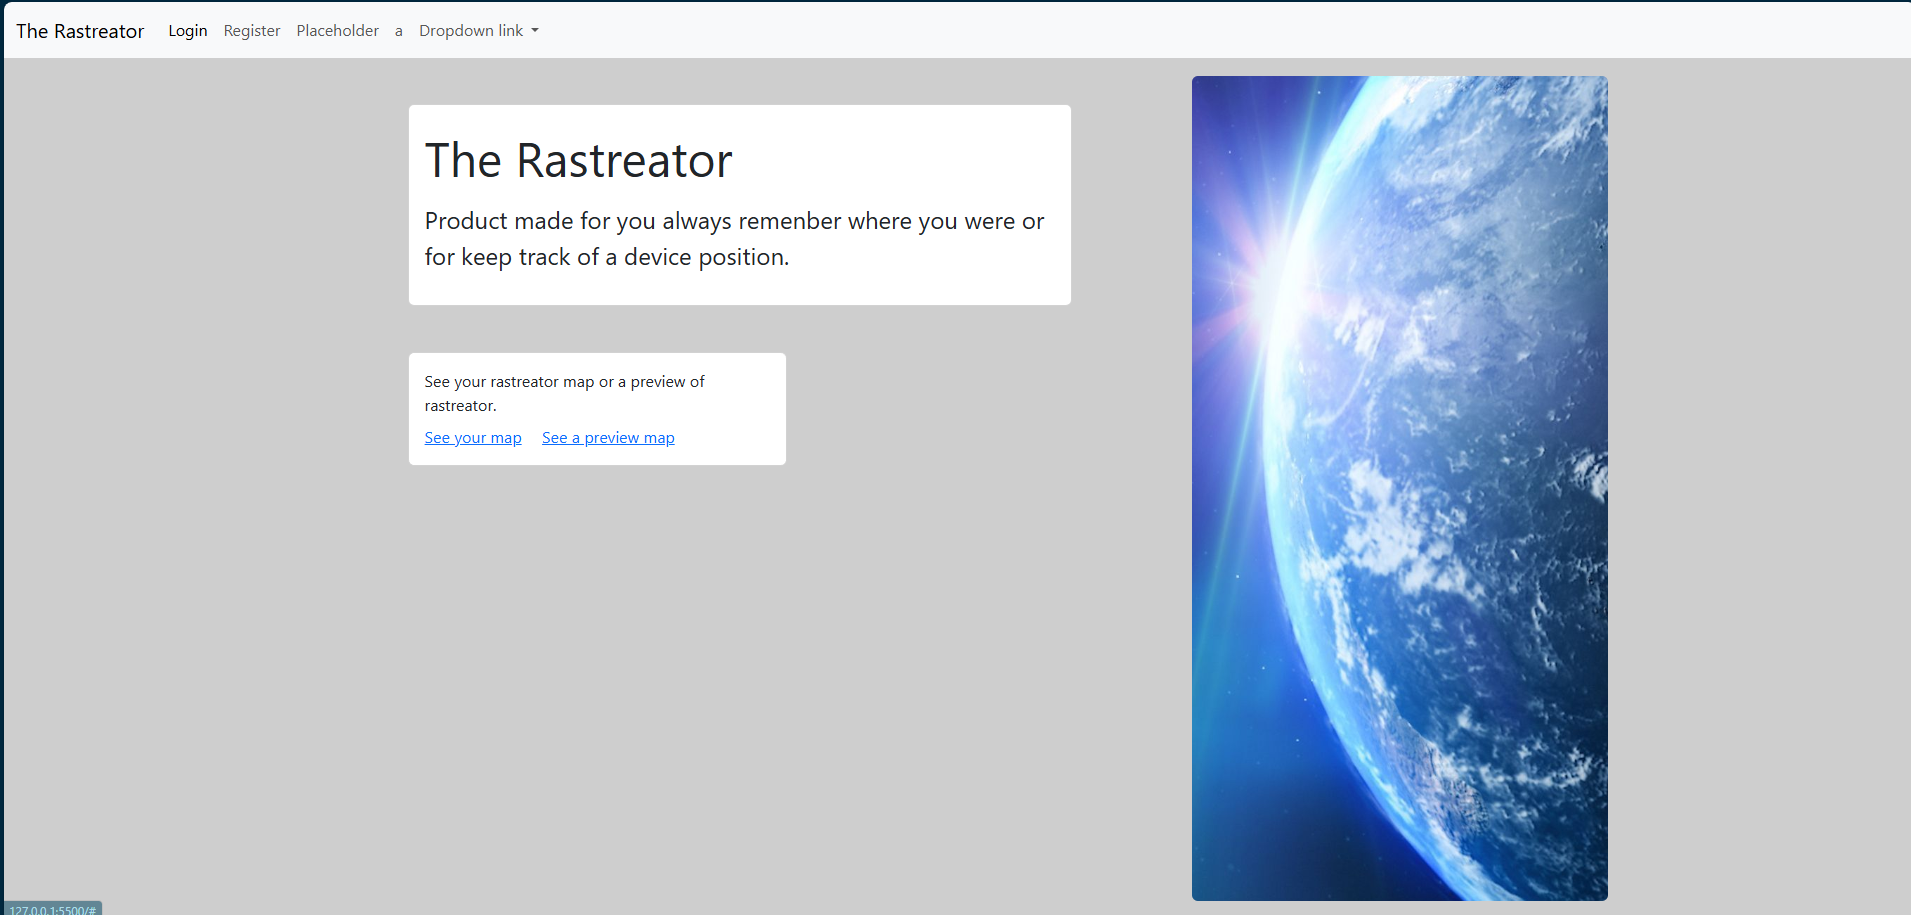 The Rastreator Login Register Placeholder a Dropdown link
The Rastreator
Product made for you always remenber where you were or
for keep track of a device position.
See your rastreator map or a preview of
rastreator.
See your map See a preview map
127.0.0.1:5500/#